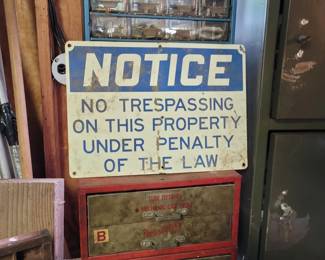 NOTICE
NO TRESPASSING
ON THIS PROPERTY
UNDER PENALTY
OF THE LAW
B